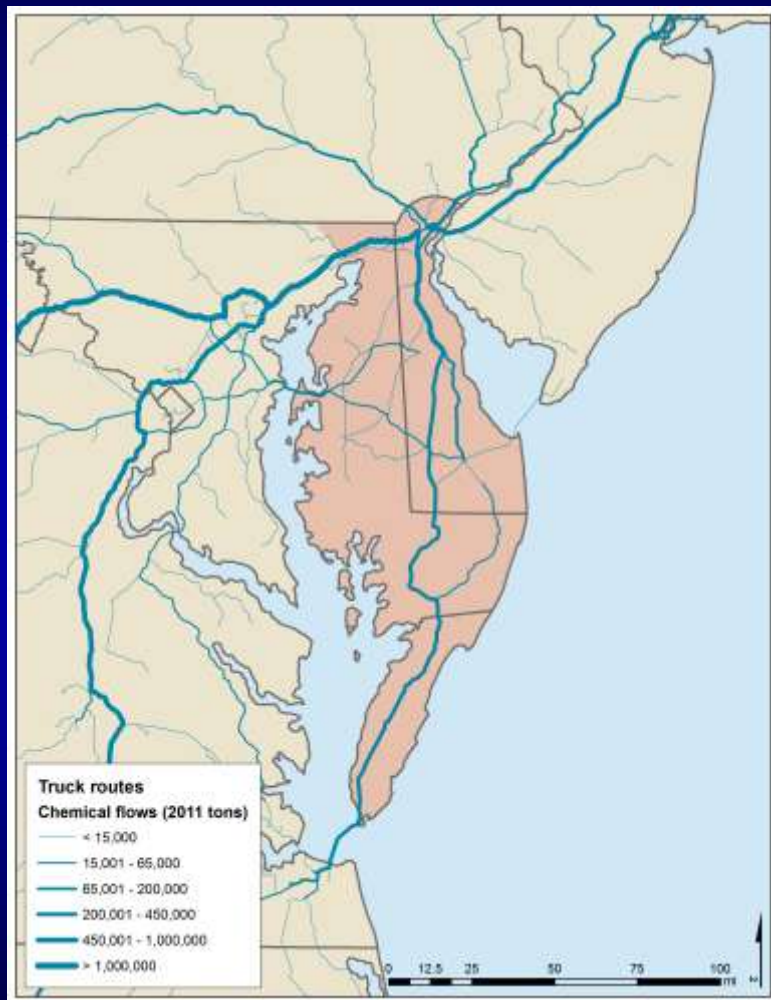 Truck routes
Chemical flows (2011 tons)
< 15,000
15,001 - 65,000
65,001 - 200,000
200,001 - 450,000
450,001 - 1,000,000
> 1,000,000
0 12.5 25 50 75 100
mi